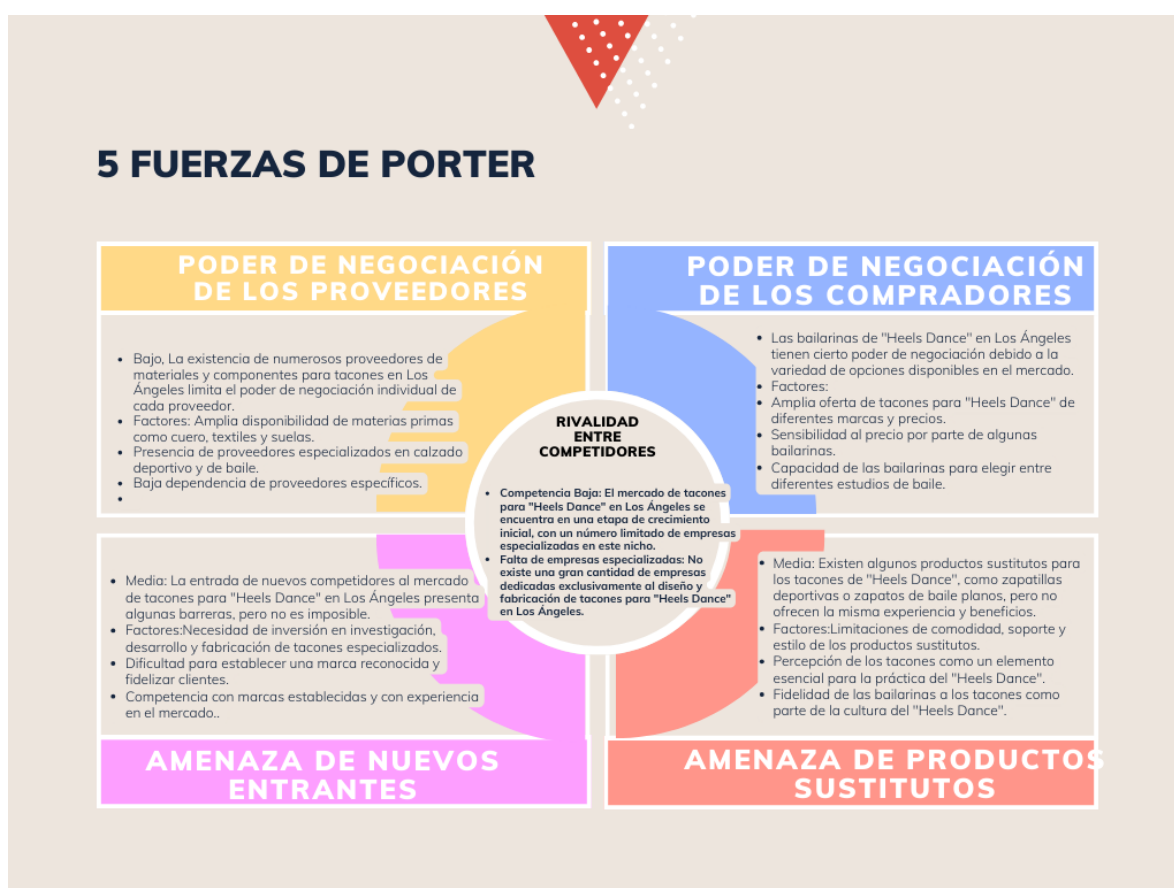 5 FUERZAS DE PORTER
PODER DE NEGOCIACIÓN
DE LOS PROVEEDORES
• Bajo, La existencia de numerosos proveedores de
materiales y componentes para tacones en Los
Ángeles limita el poder de negociación individual de
cada proveedor.
• Factores: Amplia disponibilidad de materias primas
como cuero, textiles y suelas.
• Presencia de proveedores especializados en calzado
deportivo y de baile.
• Baja dependencia de proveedores específicos.
•
PODER DE NEGOCIACIÓN
DE LOS COMPRADORES
• Las bailarinas de "Heels Dance" en Los Ángeles
tienen cierto poder de negociación debido a la
variedad de opciones disponibles en el mercado.
• Factores:
• Amplia oferta de tacones para "Heels Dance" de
diferentes marcas y precios.
• Sensibilidad al precio por parte de algunas
bailarinas.
• Capacidad de las bailarinas para elegir entre
diferentes estudios de baile.
RIVALIDAD
ENTRE
COMPETIDORES
• Competencia Baja: El mercado de tacones
para "Heels Dance" en Los Ángeles se
encuentra en una etapa de crecimiento
inicial, con un número limitado de empresas
especializadas en este nicho.
• Falta de empresas especializadas: No
existe una gran cantidad de empresas
dedicadas exclusivamente al diseño y
fabricación de tacones para "Heels Dance"
en Los Ángeles.
• Media: La entrada de nuevos competidores al mercado
de tacones para "Heels Dance" en Los Ángeles presenta
algunas barreras, pero no es imposible.
• Factores:Necesidad de inversión en investigación,
desarrollo y fabricación de tacones especializados.
• Dificultad para establecer una marca reconocida y
fidelizar clientes.
• Competencia con marcas establecidas y con experiencia
en el mercado..
AMENAZA DE NUEVOS
ENTRANTES
• Media: Existen algunos productos sustitutos para
los tacones de "Heels Dance", como zapatillas
deportivas o zapatos de baile planos, pero no
ofrecen la misma experiencia y beneficios.
• Factores:Limitaciones de comodidad, soporte y
estilo de los productos sustitutos.
• Percepción de los tacones como un elemento
esencial para la práctica del "Heels Dance".
• Fidelidad de las bailarinas a los tacones como
parte de la cultura del "Heels Dance".
AMENAZA DE PRODUCTOS
SUSTITUTOS